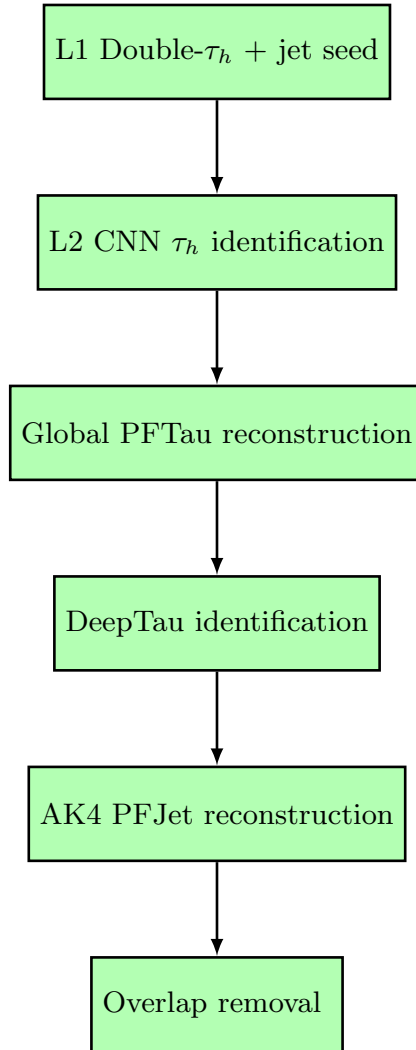 L1 Double-τh + jet seed
L2 CNN τh identification
Global PFTau reconstruction
DeepTau identification
AK4 PFJet reconstruction
Overlap removal